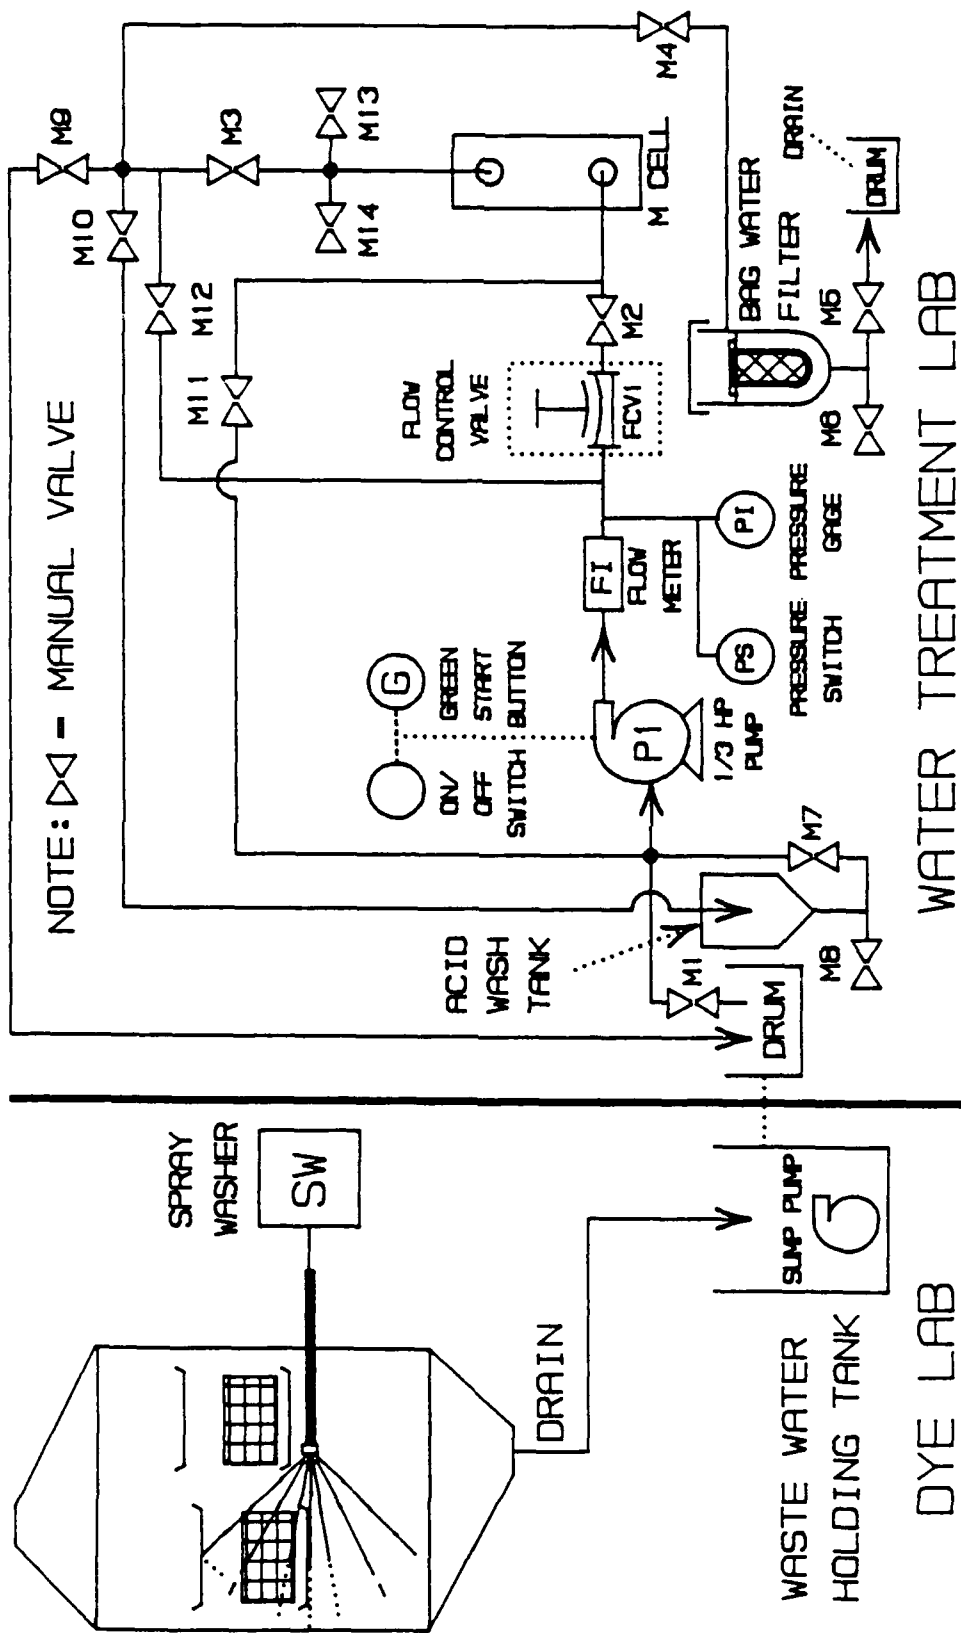 NOTE: - MANUAL VALVE
M9
M10
M3
M12
M13
M14
M4
M11
M CELL
FLOW
CONTROL
VALVE
FCV1
M2
BAG WATER
FILTER
DRAIN
DRUM
M5
M6
ON/
OFF
SWITCH
G
GREEN
START
BUTTON
P1
1/3 HP
PUMP
FI
FLOW
METER
PS
PRESSURE
SWITCH
PI
PRESSURE
GAGE
ACID
WASH
TANK
M1
M7
M8
DRUM
WATER TREATMENT LAB
SPRAY
WASHER
SW
DRAIN
SUMP PUMP
WASTE WATER
HOLDING TANK
DYE LAB